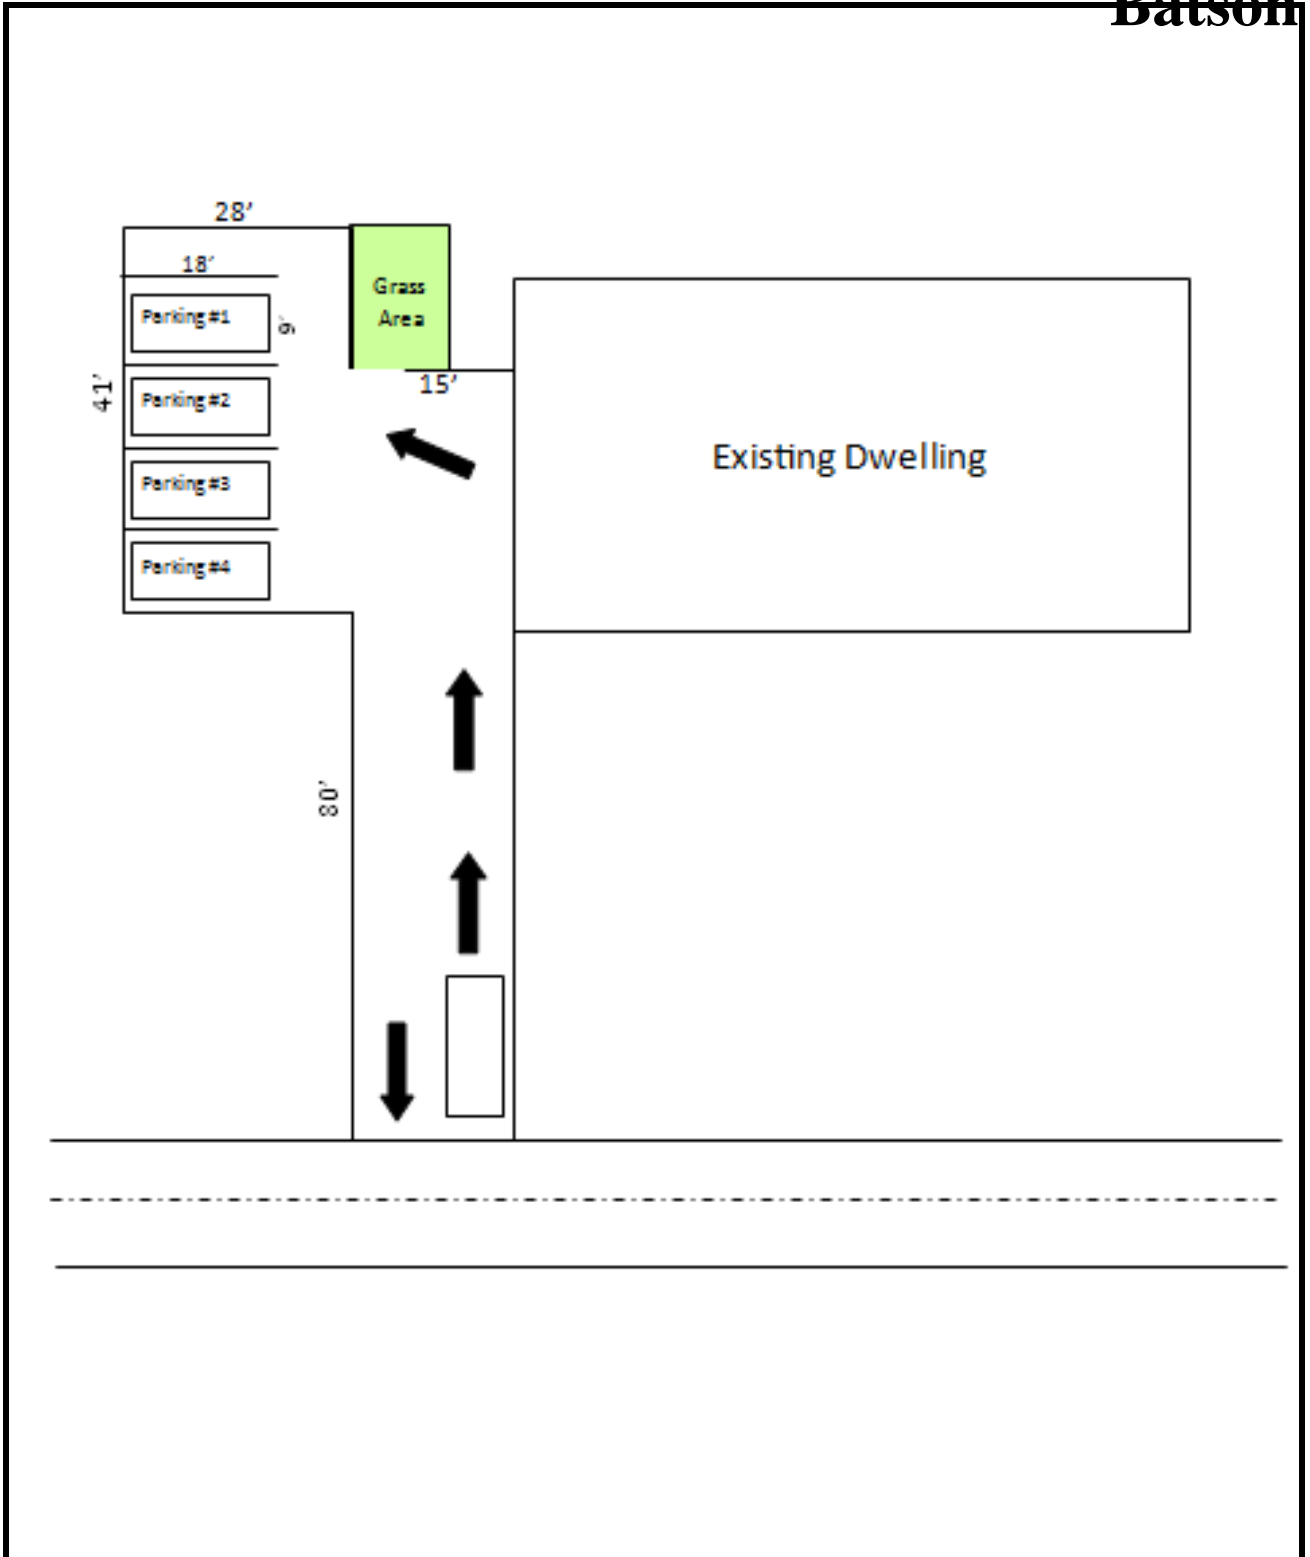 Batson
28'
18'
Grass
Area
Parking #1
9'
41'
15'
Parking #2
Existing Dwelling
Parking #3
Parking #4
80'